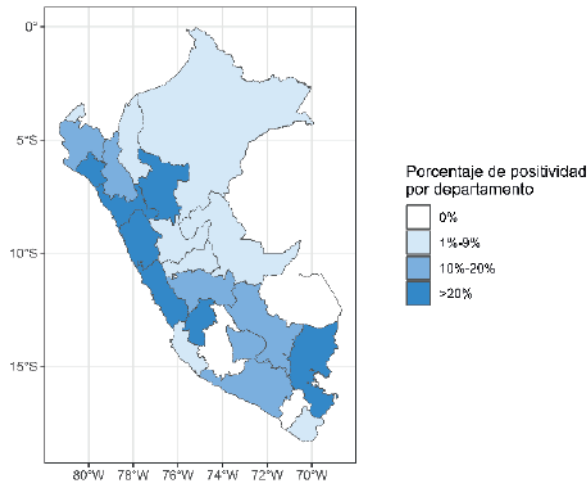 0°
5°S
10°S
15°S
80°W 78°W 76°W 74°W 72°W 70°W
Porcentaje de positividad
por departamento
0%
1%-9%
10%-20%
>20%